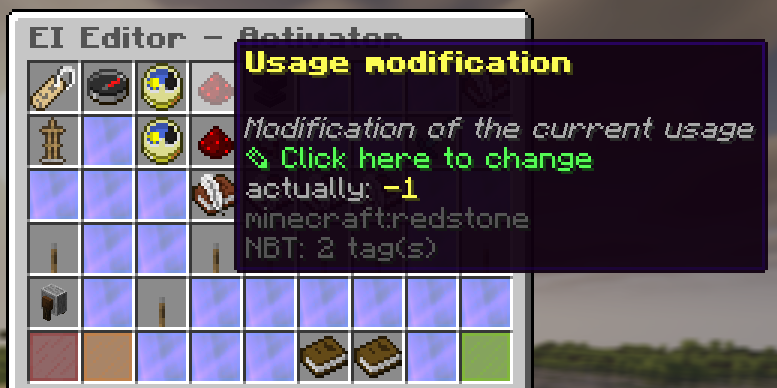 EI Editor - Activator
Usage modification
Modification of the current usage
✎ Click here to change
actually: -1
minecraft:redstone
NBT: 2 tag(s)